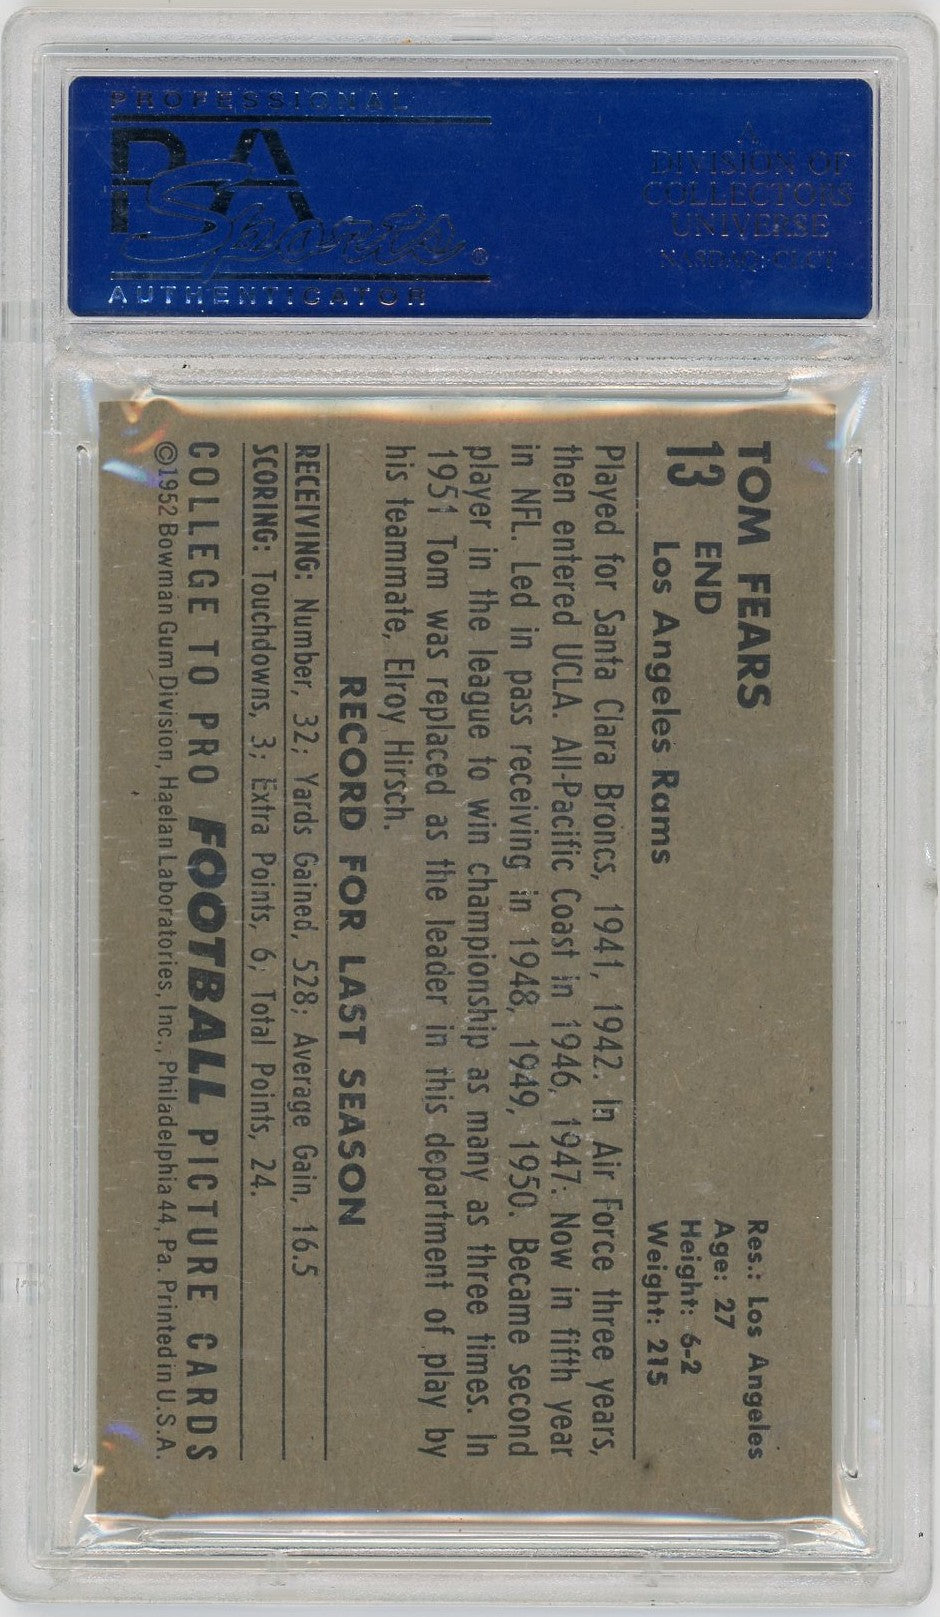 PROFESSIONAL
PSA
Sports®
AUTHENTICATOR
A
DIVISION OF
COLLECTORS
UNIVERSE
NASDAQ: CLCT
TOM FEARS
13 END
Los Angeles Rams
Res.: Los Angeles
Age: 27
Height: 6-2
Weight: 215
Played for Santa Clara Broncs, 1941, 1942. In Air Force three years,
then entered UCLA. All-Pacific Coast in 1946, 1947. Now in fifth year
in NFL. Led in pass receiving in 1948, 1949, 1950. Became second
player in the league to win championship as many as three times. In
1951 Tom was replaced as the leader in this department of play by
his teammate, Elroy Hirsch.
RECORD FOR LAST SEASON
RECEIVING: Number, 32; Yards Gained, 528; Average Gain, 16.5
SCORING: Touchdowns, 3; Extra Points, 6; Total Points, 24.
COLLEGE TO PRO FOOTBALL PICTURE CARDS
©1952 Bowman Gum Division, Haelan Laboratories, Inc., Philadelphia 44, Pa. Printed in U.S.A.